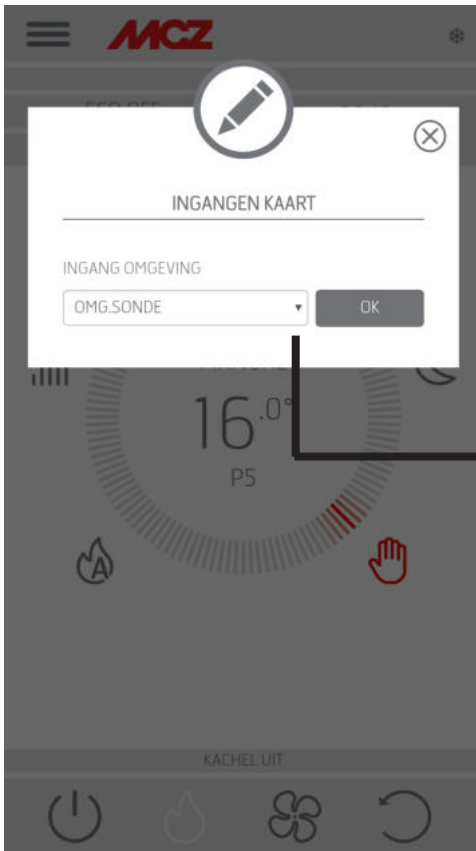 MCZ
INGANGEN KAART
INGANG OMGEVING
OMG.SONDE OK
16.0°
P5
A
KACHEL UIT